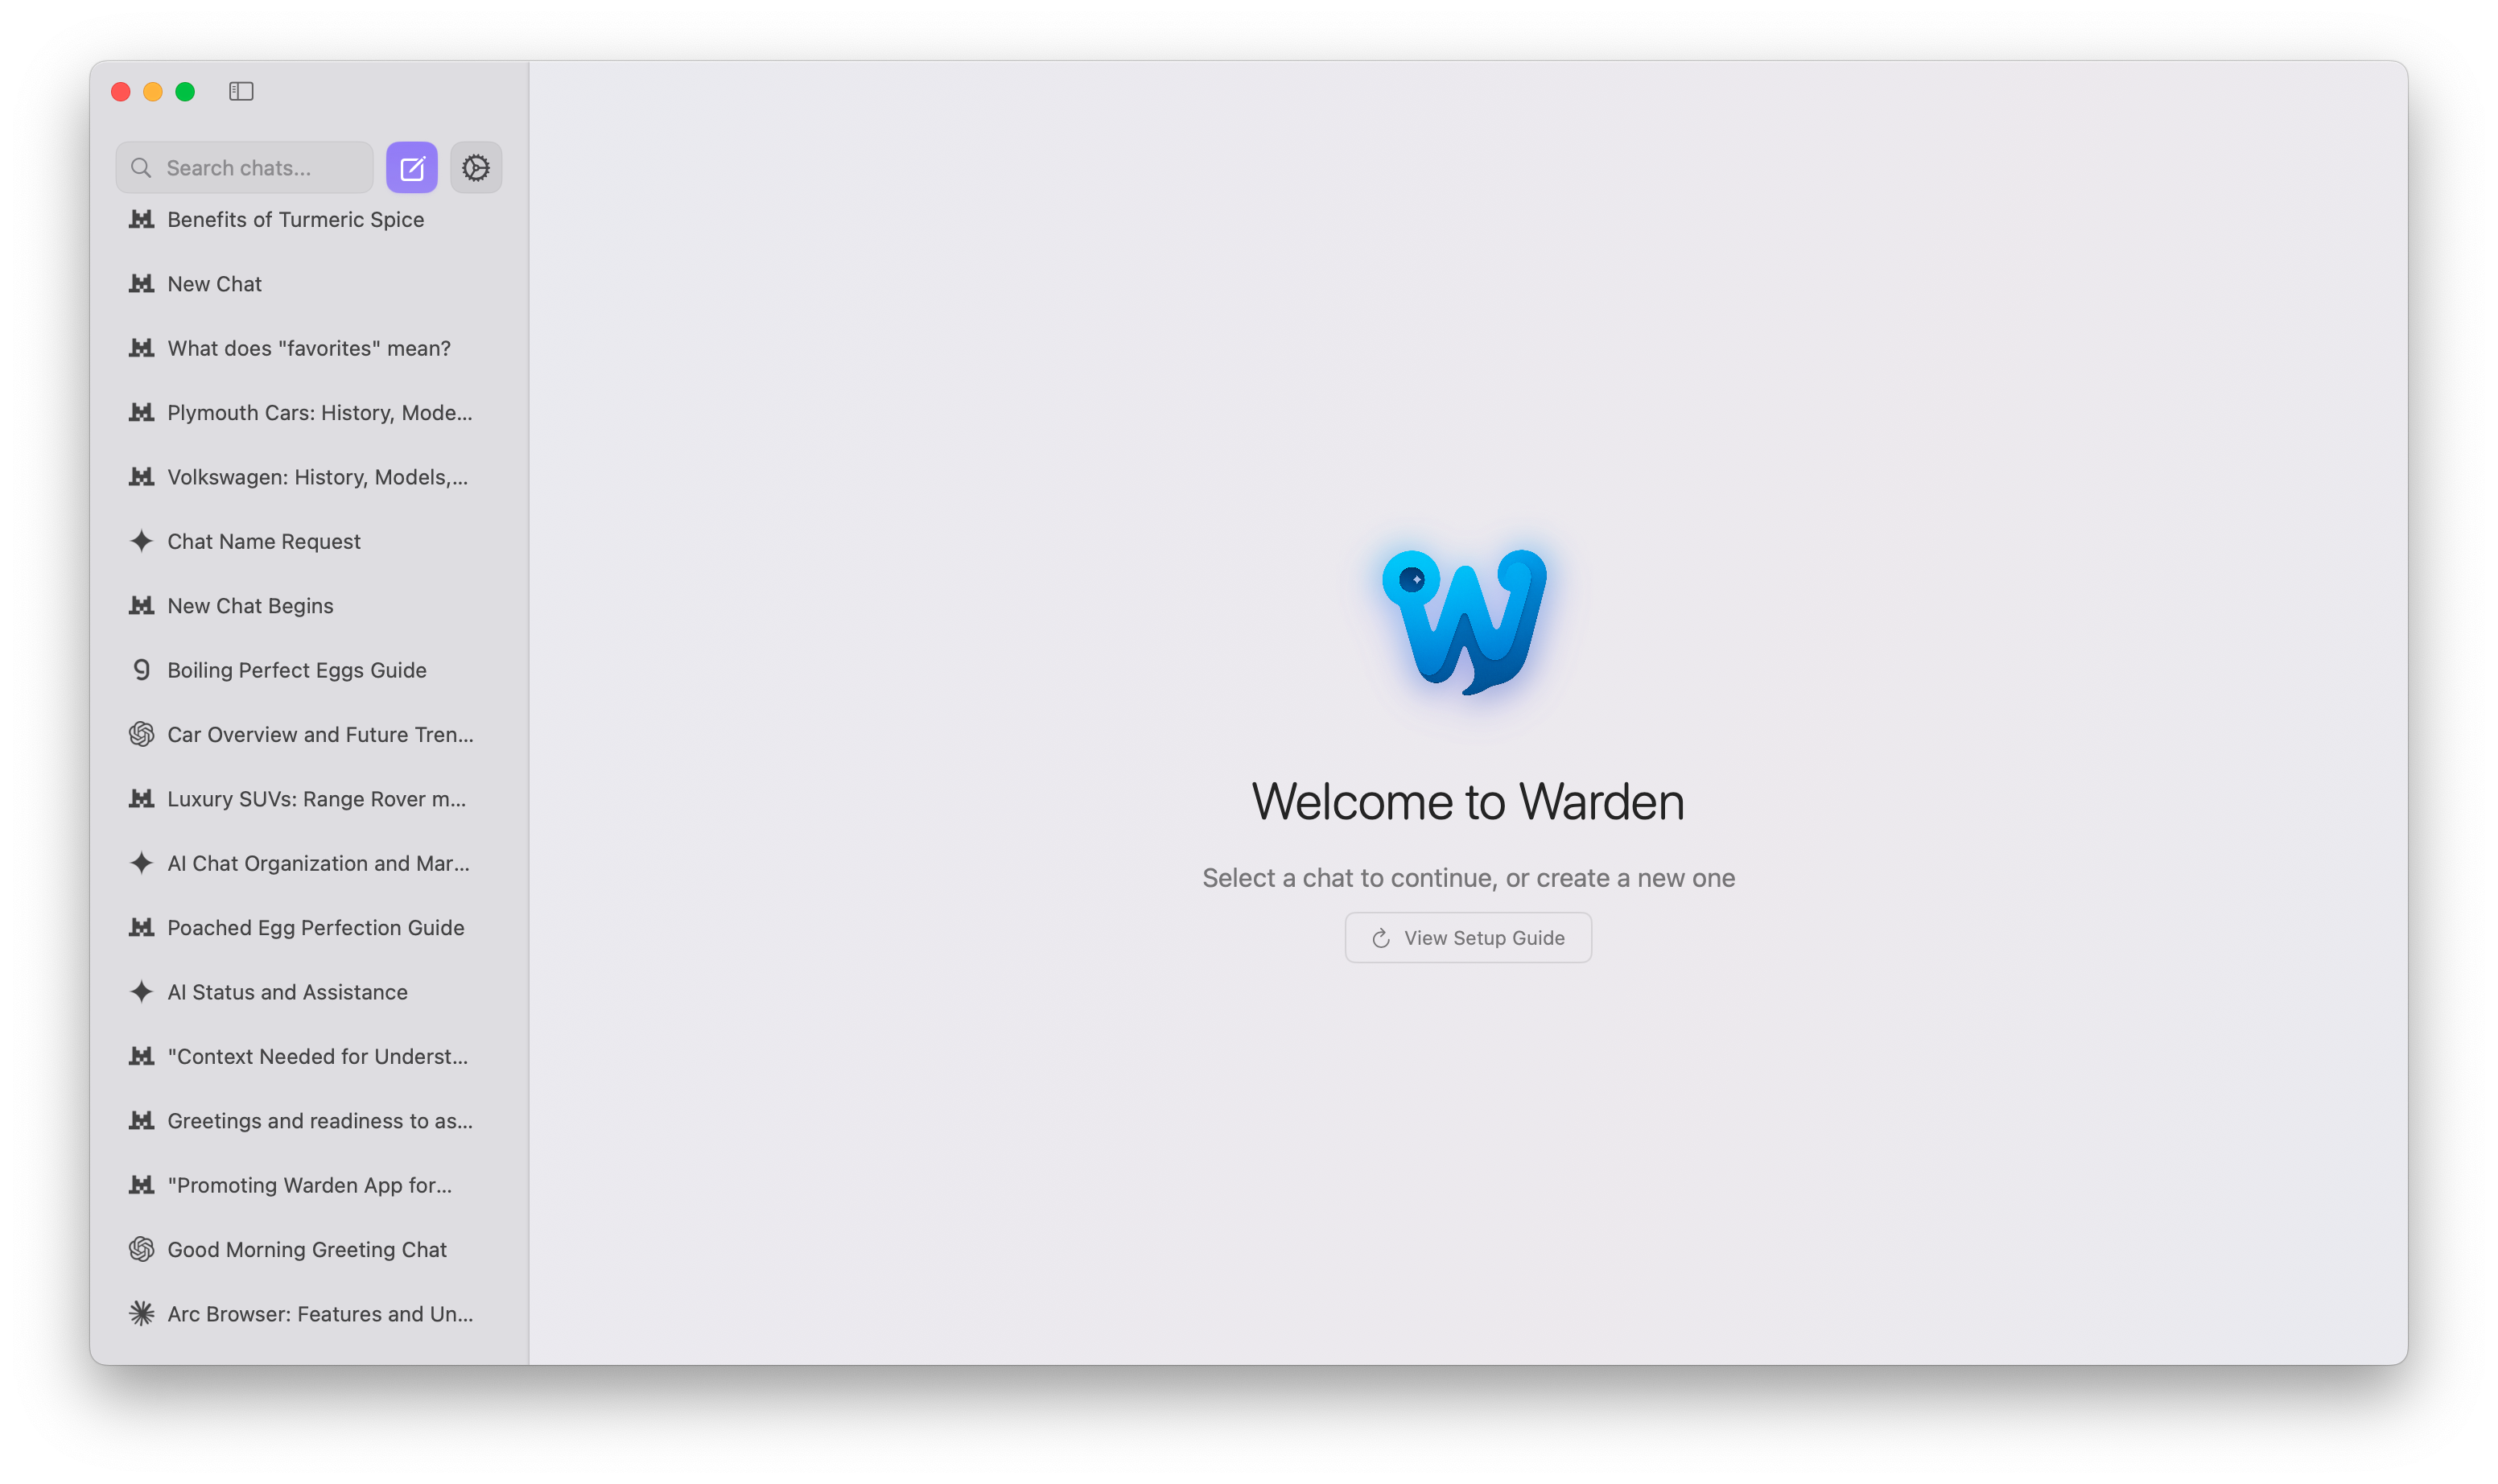 Search chats...
Benefits of Turmeric Spice
New Chat
What does "favorites" mean?
Plymouth Cars: History, Mode...
Volkswagen: History, Models,...
Chat Name Request
New Chat Begins
Boiling Perfect Eggs Guide
Car Overview and Future Tren...
Luxury SUVs: Range Rover m...
AI Chat Organization and Mar...
Poached Egg Perfection Guide
AI Status and Assistance
"Context Needed for Underst...
Greetings and readiness to as...
"Promoting Warden App for...
Good Morning Greeting Chat
Arc Browser: Features and Un...
Welcome to Warden
Select a chat to continue, or create a new one
View Setup Guide